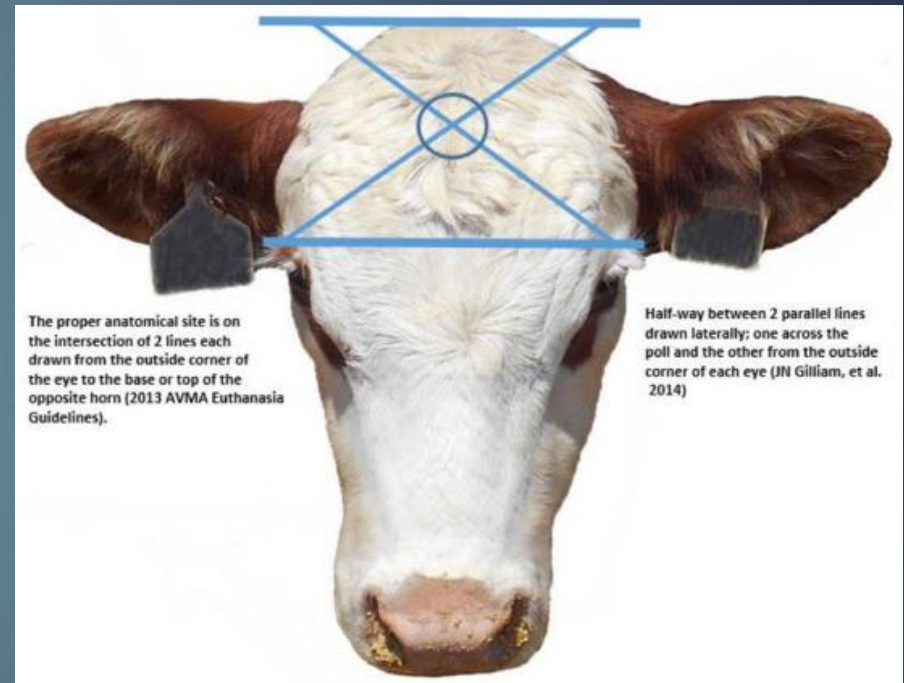 The proper anatomical site is on
the intersection of 2 lines each
drawn from the outside corner of
the eye to the base or top of the
opposite horn (2013 AVMA Euthanasia
Guidelines).
Half-way between 2 parallel lines
drawn laterally; one across the
poll and the other from the outside
corner of each eye (JN Gilliam, et al.
2014)